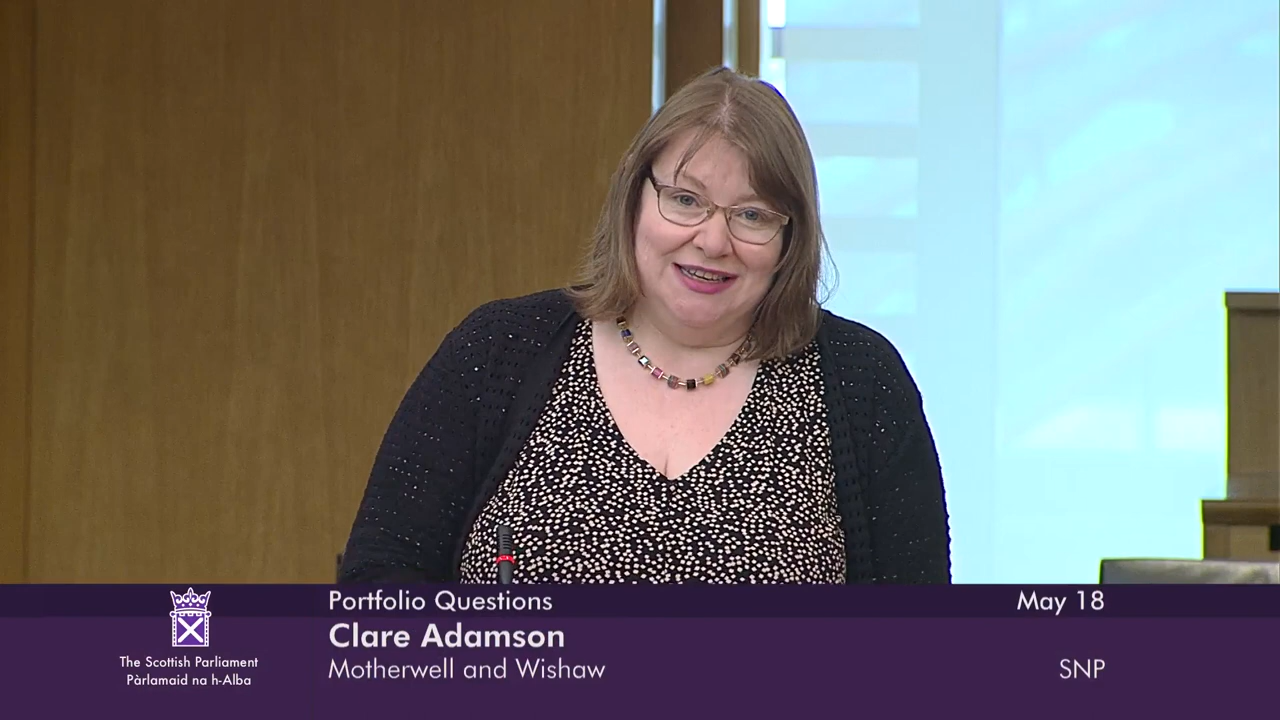 Portfolio Questions
May 18
Clare Adamson
Motherwell and Wishaw
SNP
The Scottish Parliament
Pàrlamaid na h-Alba